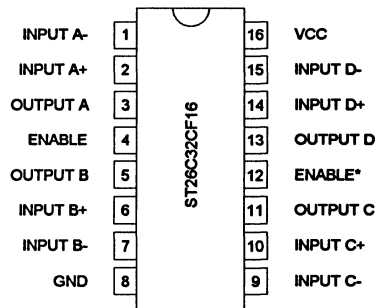 INPUT A- 1 16 VCC
INPUT A+ 2 15 INPUT D-
OUTPUT A 3 14 INPUT D+
ENABLE 4 13 OUTPUT D
OUTPUT B 5 12 ENABLE*
INPUT B+ 6 11 OUTPUT C
INPUT B- 7 10 INPUT C+
GND 8 9 INPUT C-
ST26C32CF16